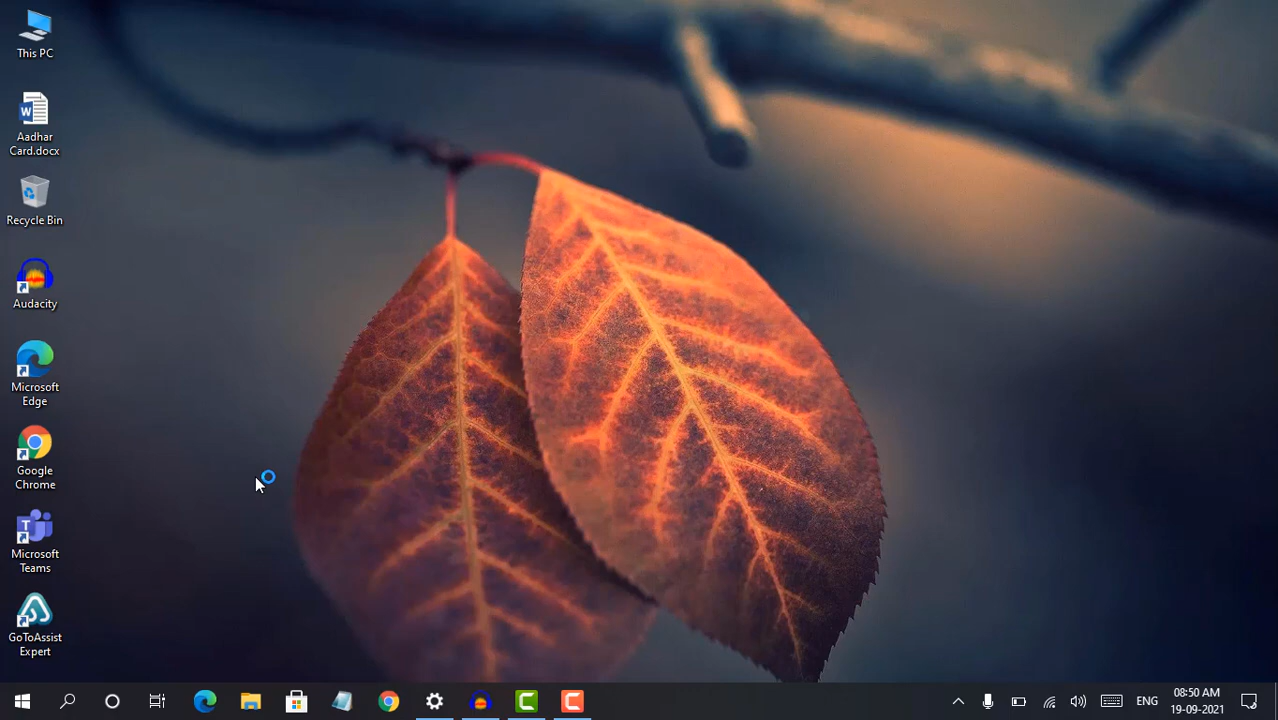 This PC
Aadhar
Card.docx
Recycle Bin
Audacity
Microsoft
Edge
Google
Chrome
Microsoft
Teams
GoToAssist
Expert
ENG
08:50 AM
19-09-2021